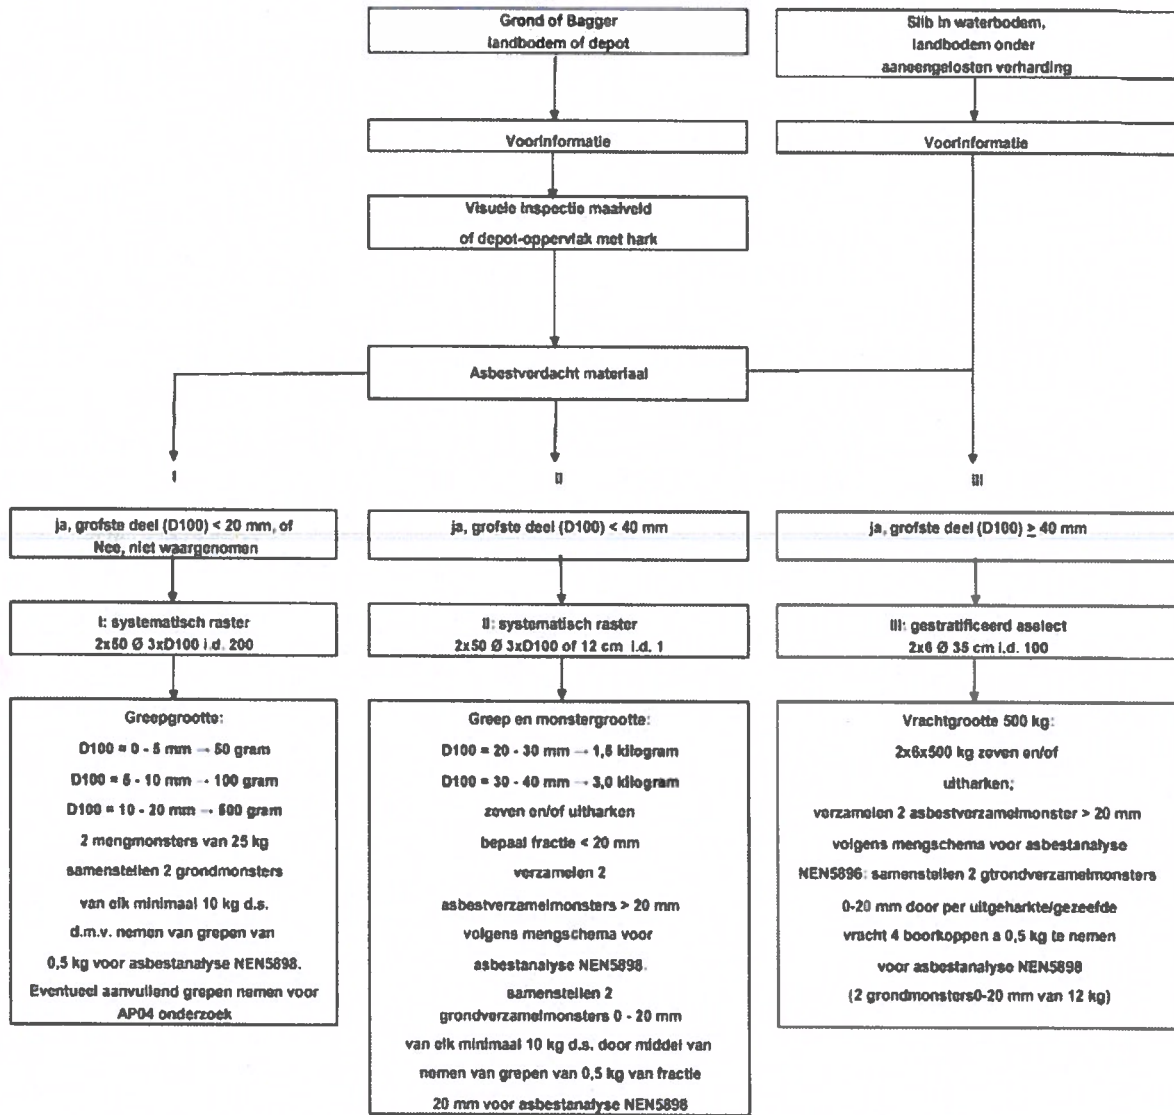 Grond of Bagger
landbodem of depot
Slib in waterbodem,
landbodem onder
aaneengelosten verharding
Voorinformatie
Voorinformatie
Visuele inspectie maaiveld
of depot-oppervlak met hark
Asbestverdacht materiaal
I
II
III
ja, grofste deel (D100) < 20 mm, of
Nee, niet waargenomen
ja, grofste deel (D100) < 40 mm
ja, grofste deel (D100) ≥ 40 mm
I: systematisch raster
2x50 Ø 3xD100 i.d. 200
II: systematisch raster
2x50 Ø 3xD100 of 12 cm i.d. 1
III: gestratificeerd aselect
2x6 Ø 35 cm i.d. 100
Greepgrootte:
D100 = 0 - 5 mm → 50 gram
D100 = 5 - 10 mm → 100 gram
D100 = 10 - 20 mm → 500 gram
2 mengmonsters van 25 kg
samenstellen 2 grondmonsters
van elk minimaal 10 kg d.s.
d.m.v. nemen van grepen van
0,5 kg voor asbestanalyse NEN5898.
Eventueel aanvullend grepen nemen voor
AP04 onderzoek
Greep en monstergrootte:
D100 = 20 - 30 mm → 1,5 kilogram
D100 = 30 - 40 mm → 3,0 kilogram
zeven en/of uitharken
bepaal fractie < 20 mm
verzamelen 2
asbestverzamelmonsters > 20 mm
volgens mengschema voor
asbestanalyse NEN5898.
samenstellen 2
grondverzamelmonsters 0 - 20 mm
van elk minimaal 10 kg d.s. door middel van
nemen van grepen van 0,5 kg van fractie
20 mm voor asbestanalyse NEN5898
Vrachtgrootte 500 kg:
2x6x500 kg zeven en/of
uitharken;
verzamelen 2 asbestverzamelmonster > 20 mm
volgens mengschema voor asbestanalyse
NEN5896: samenstellen 2 gtrondverzamelmonsters
0-20 mm door per uitgeharkte/gezeefde
vracht 4 boorkoppen a 0,5 kg te nemen
voor asbestanalyse NEN5898
(2 grondmonsters0-20 mm van 12 kg)